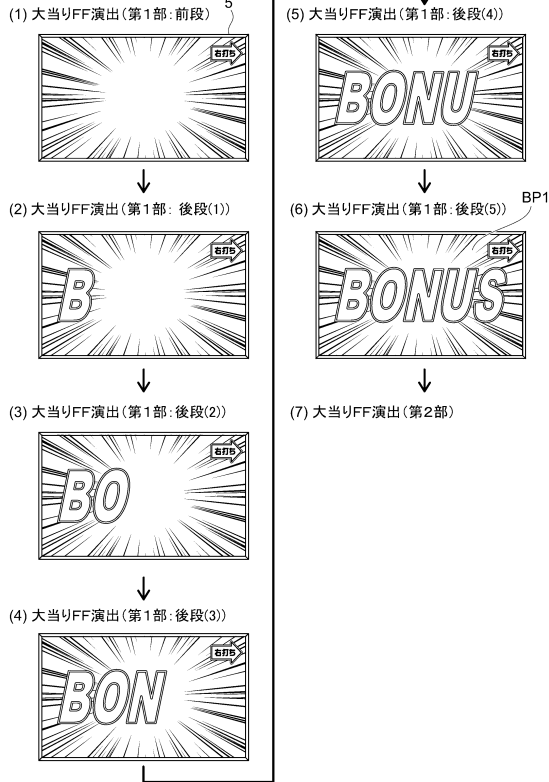 (1) 大当りFF演出(第1部:前段)
5
右打ち
(2) 大当りFF演出(第1部: 後段(1))
右打ち
B
(3) 大当りFF演出(第1部:後段(2))
右打ち
BO
(4) 大当りFF演出(第1部:後段(3))
右打ち
BON
(5) 大当りFF演出(第1部:後段(4))
右打ち
BONU
(6) 大当りFF演出(第1部:後段(5))
BP1
右打ち
BONUS
(7) 大当りFF演出(第2部)